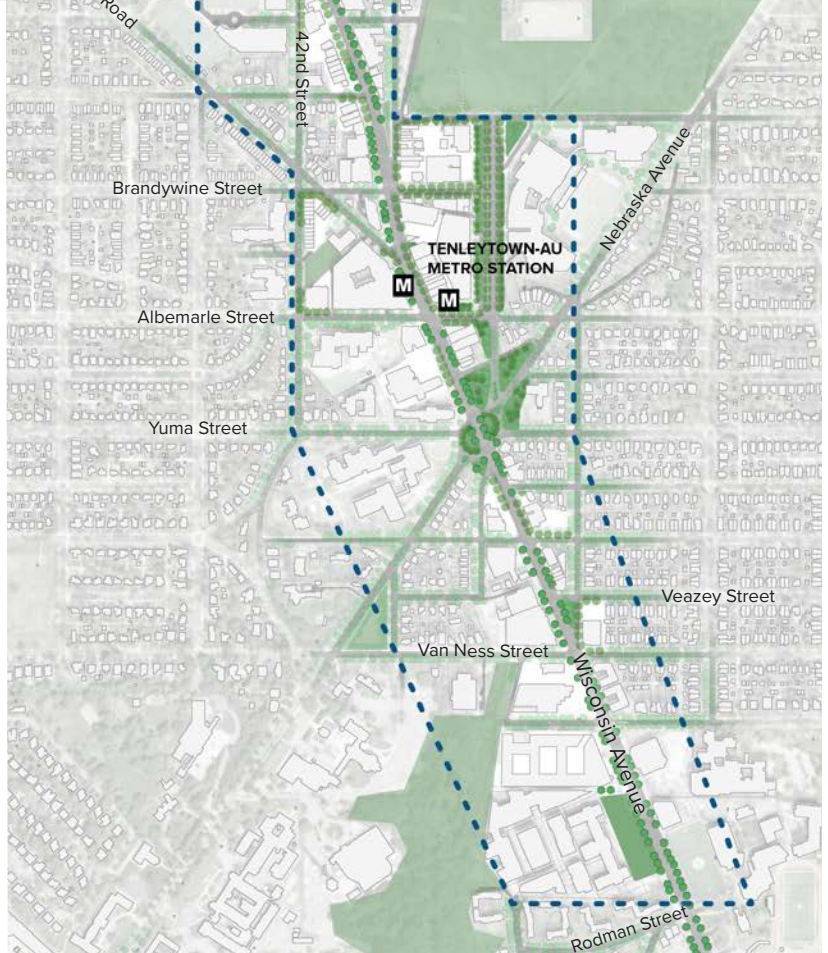 Road
42nd Street
Brandywine Street
Nebraska Avenue
TENLEYTOWN-AU
METRO STATION
M
M
Albemarle Street
Yuma Street
Veazey Street
Van Ness Street
Wisconsin Avenue
Rodman Street